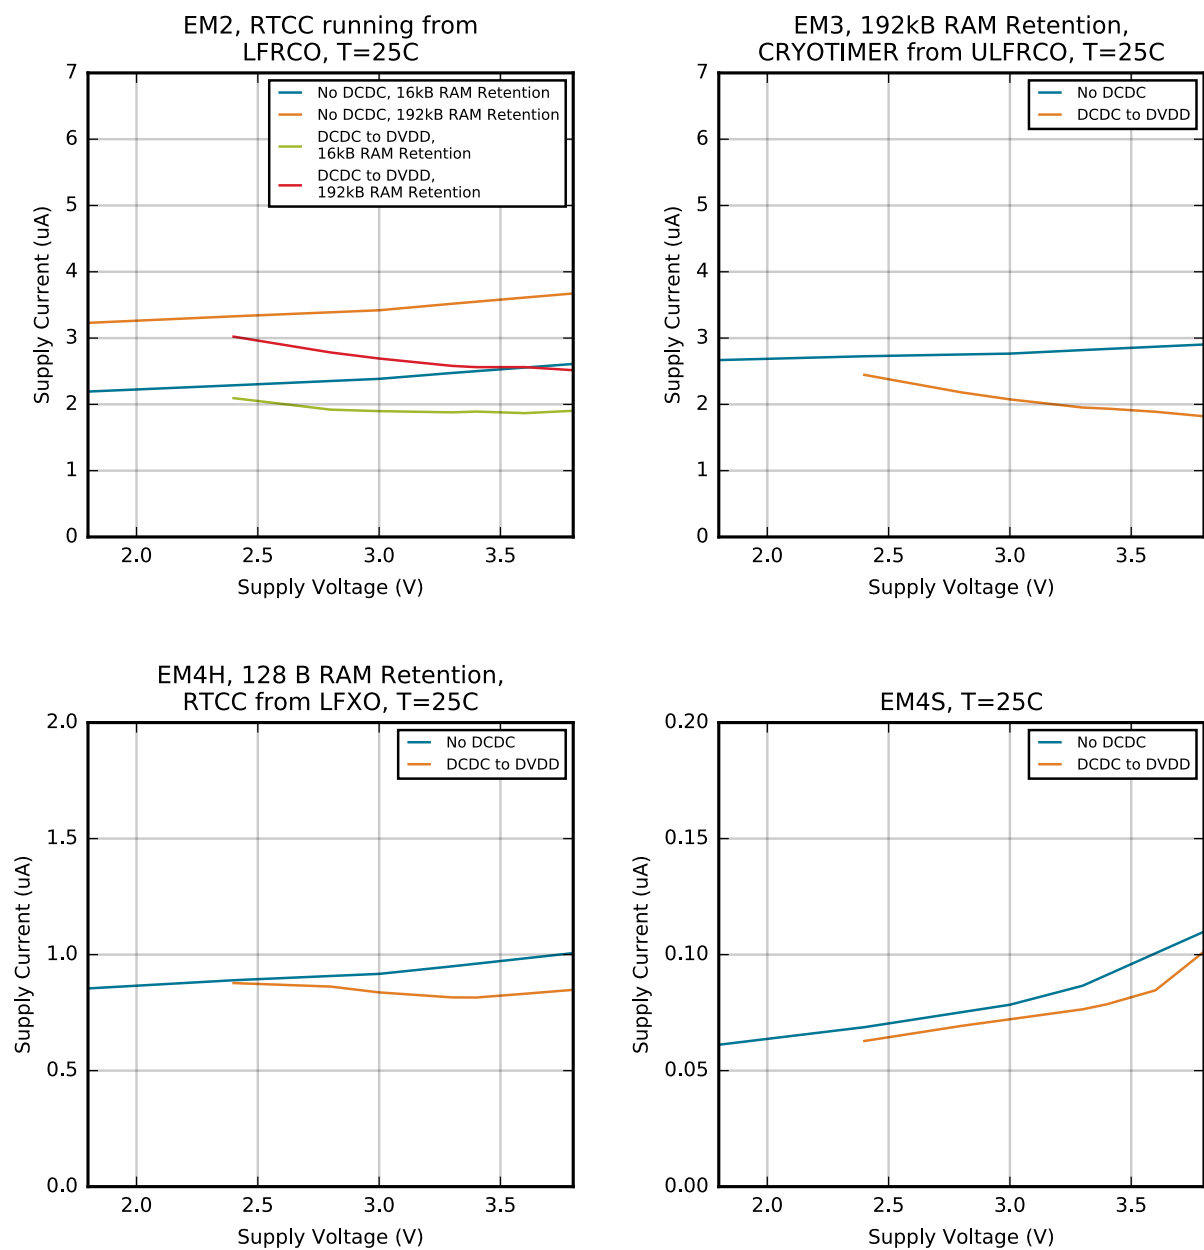 EM2, RTCC running from
LFRCO, T=25C
7
6
5
4
3
2
1
0
Supply Current (uA)
No DCDC, 16kB RAM Retention
No DCDC, 192kB RAM Retention
DCDC to DVDD,
16kB RAM Retention
DCDC to DVDD,
192kB RAM Retention
2.0 2.5 3.0 3.5
Supply Voltage (V)
EM3, 192kB RAM Retention,
CRYOTIMER from ULFRCO, T=25C
7
6
5
4
3
2
1
0
Supply Current (uA)
No DCDC
DCDC to DVDD
2.0 2.5 3.0 3.5
Supply Voltage (V)
EM4H, 128 B RAM Retention,
RTCC from LFXO, T=25C
2.0
1.5
1.0
0.5
0.0
Supply Current (uA)
No DCDC
DCDC to DVDD
2.0 2.5 3.0 3.5
Supply Voltage (V)
EM4S, T=25C
0.20
0.15
0.10
0.05
0.00
Supply Current (uA)
No DCDC
DCDC to DVDD
2.0 2.5 3.0 3.5
Supply Voltage (V)